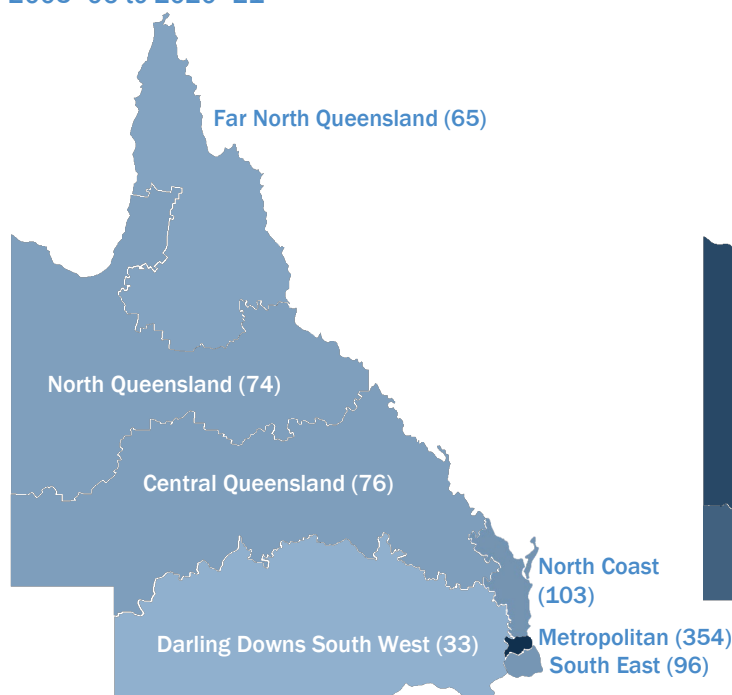 Far North Queensland (65)
North Queensland (74)
Central Queensland (76)
North Coast
(103)
Darling Downs South West (33)
Metropolitan (354)
South East (96)